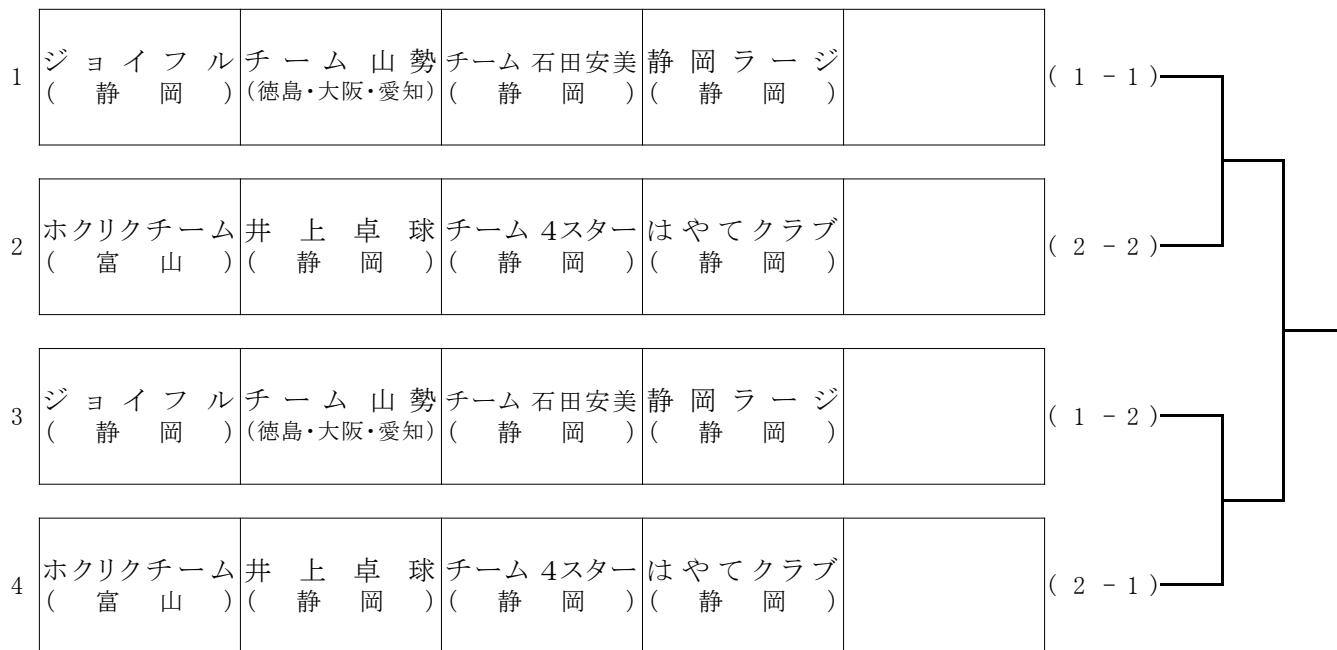 1 ジョイフル チーム山勢 チーム石田安美 静岡ラージ (1-1)
(静岡) (徳島・大阪・愛知) (静岡) (静岡)
2 ホクリクチーム 井上卓球 チーム4スター はやてクラブ (2-2)
(富山) (静岡) (静岡) (静岡)
3 ジョイフル チーム山勢 チーム石田安美 静岡ラージ (1-2)
(静岡) (徳島・大阪・愛知) (静岡) (静岡)
4 ホクリクチーム 井上卓球 チーム4スター はやてクラブ (2-1)
(富山) (静岡) (静岡) (静岡)